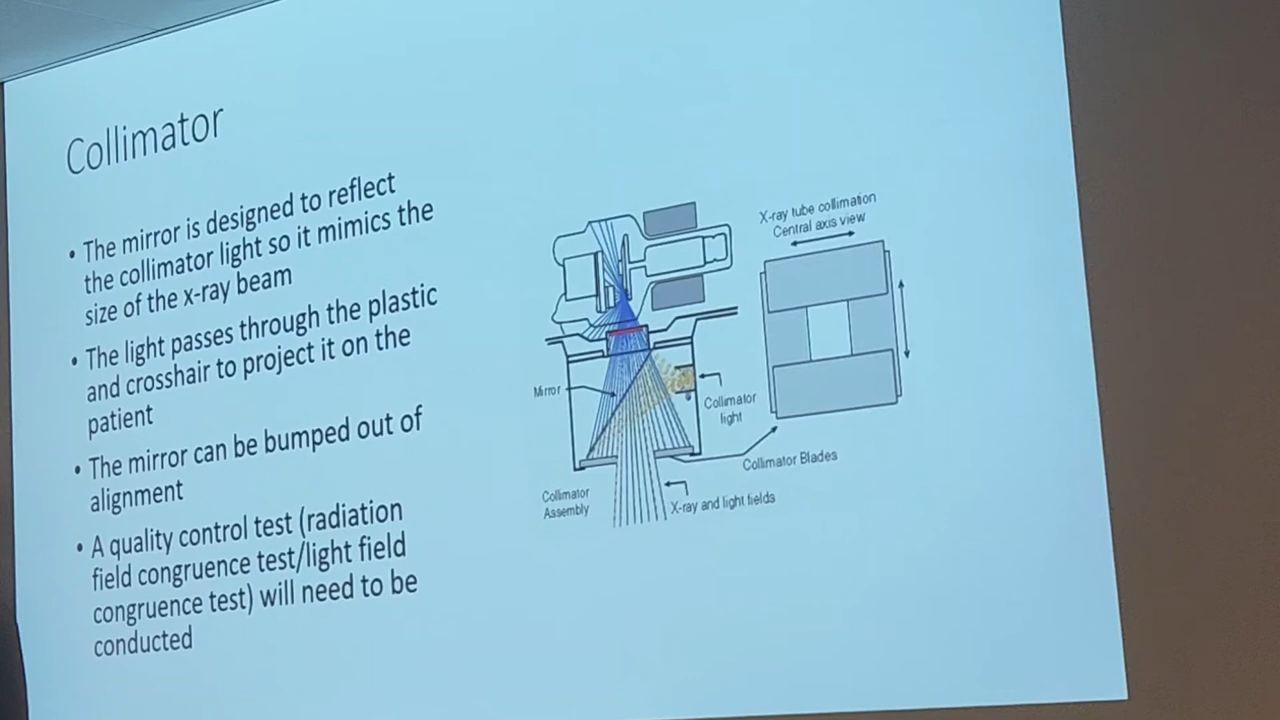 Collimator
• The mirror is designed to reflect
the collimator light so it mimics the
size of the x-ray beam
• The light passes through the plastic
and crosshair to project it on the
patient
• The mirror can be bumped out of
alignment
• A quality control test (radiation
field congruence test/light field
congruence test) will need to be
conducted
X-ray tube collimation
Central axis view
Mirror
Collimator
light
Collimator Blades
Collimator
Assembly
X-ray and light fields